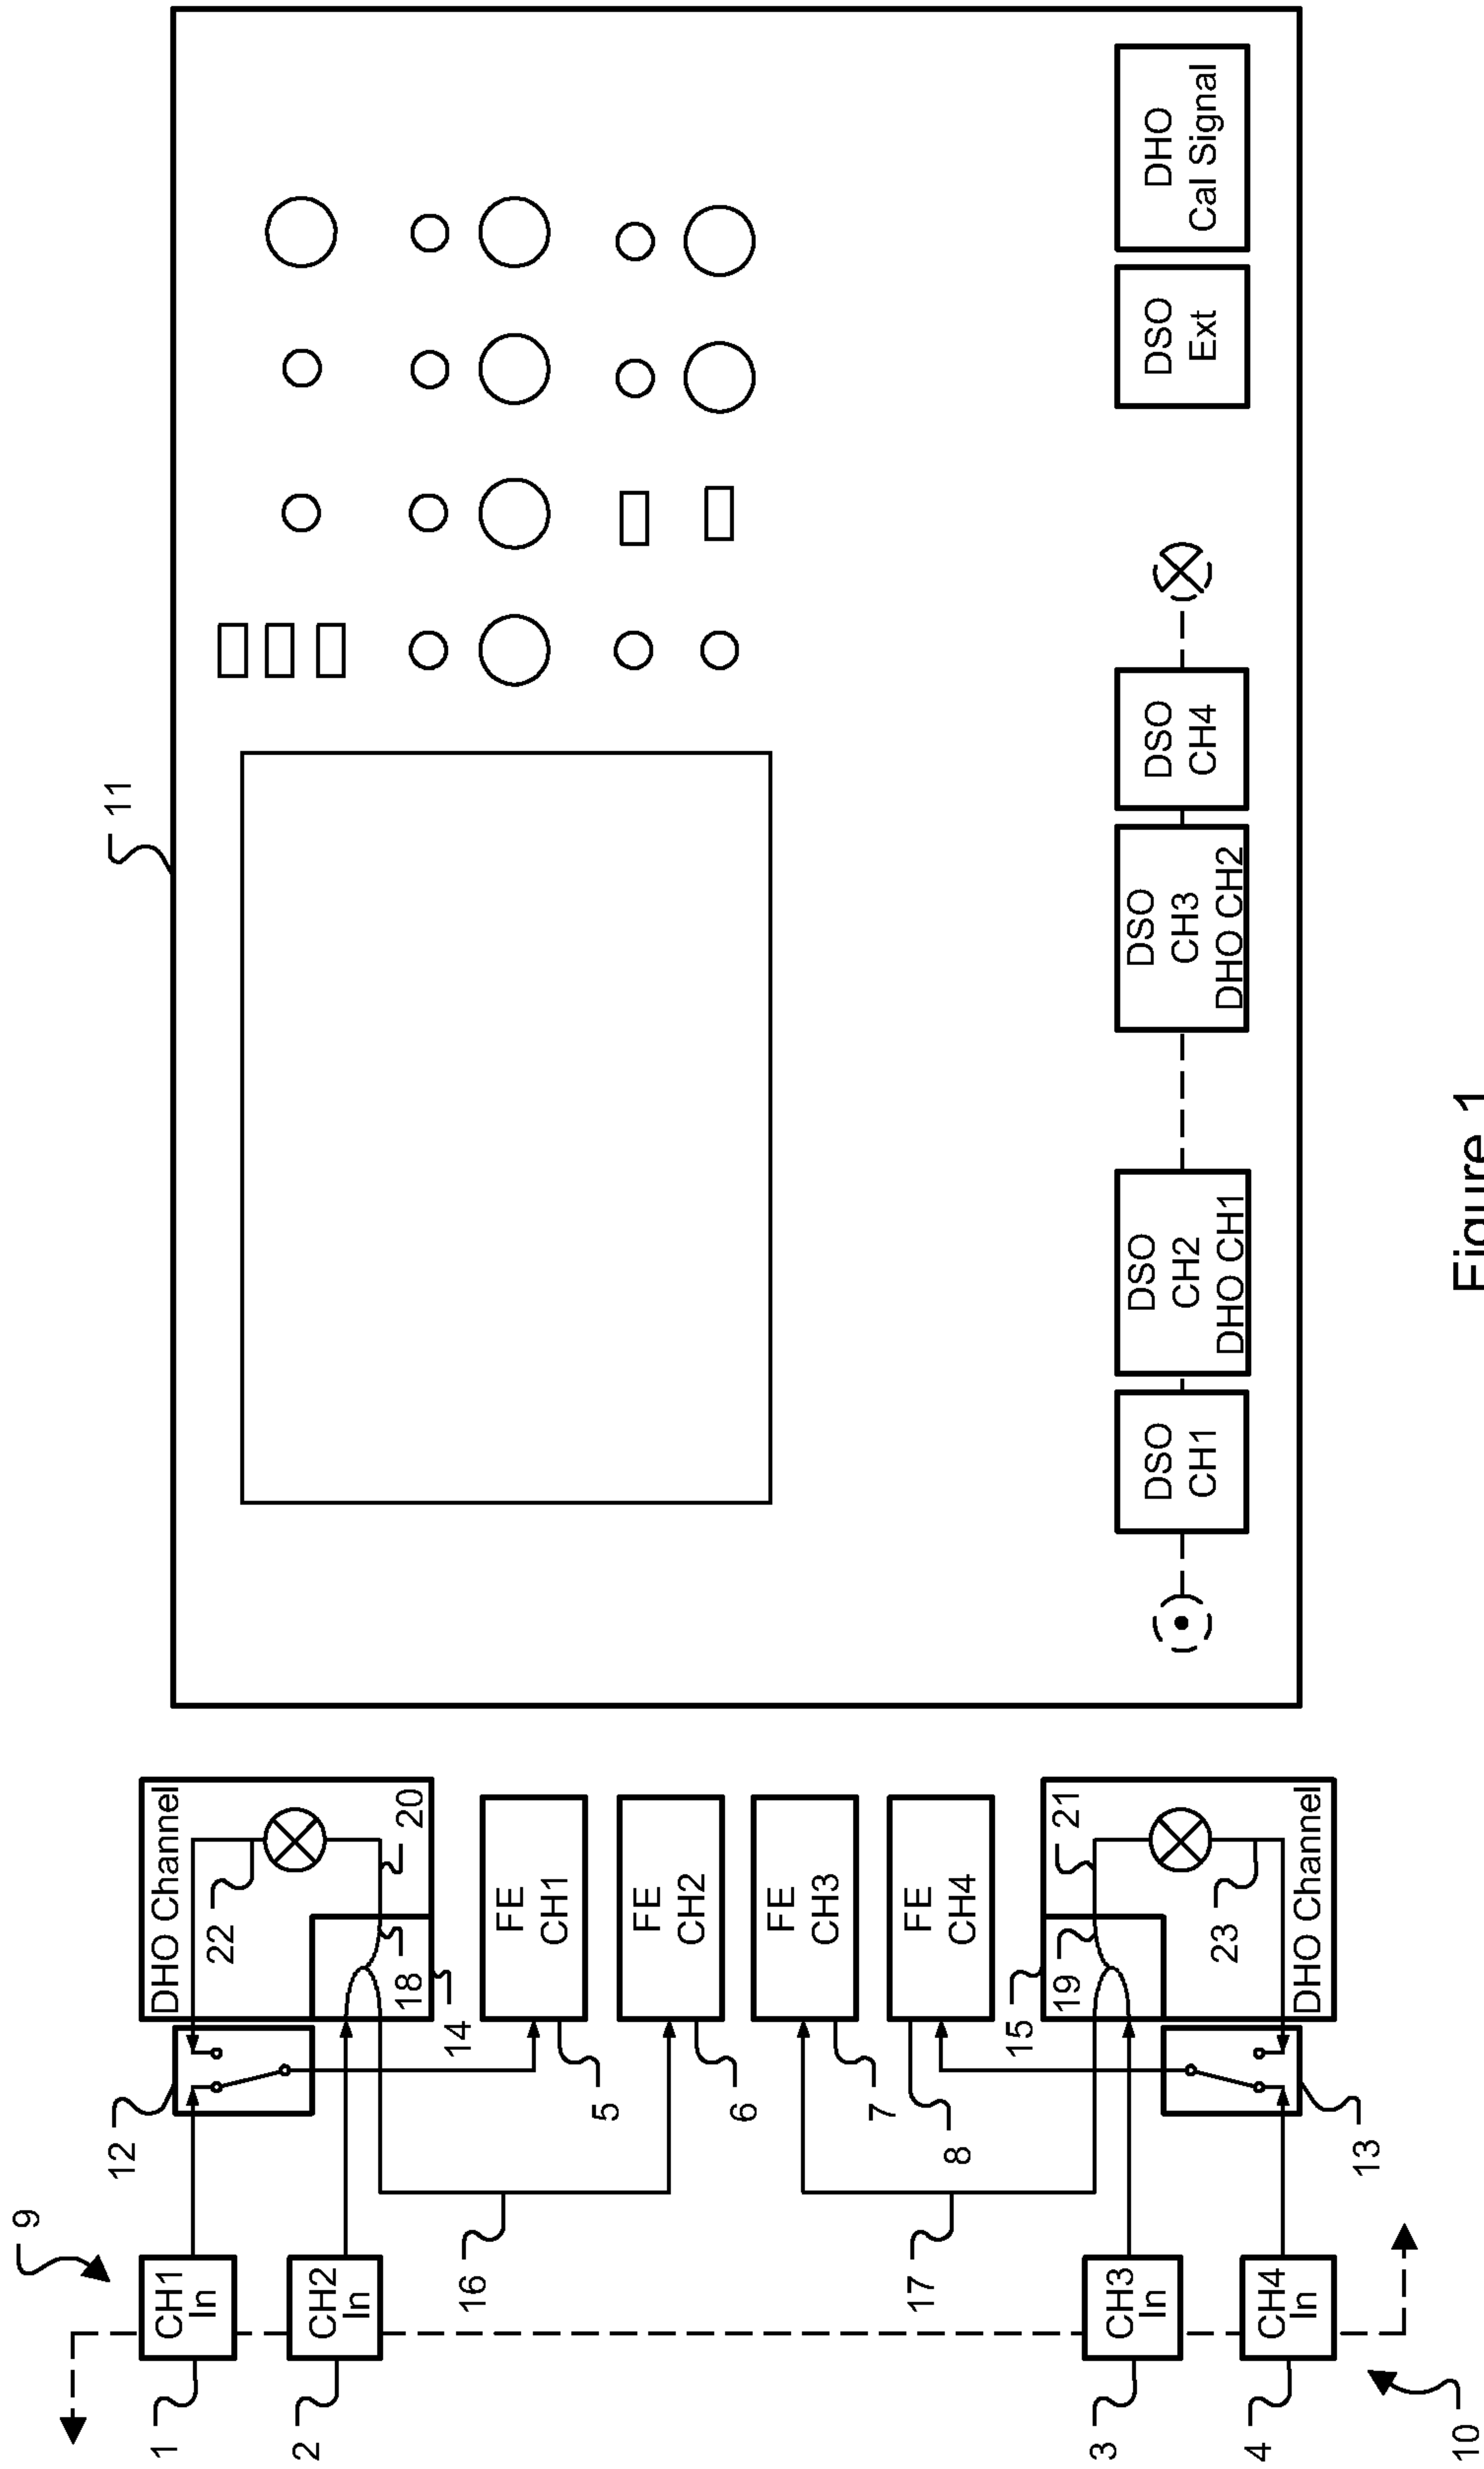 9
1
CH1
In
12
22
DHO Channel
20
18
14
2
CH2
In
16
5
FE
CH1
6
FE
CH2
7
FE
CH3
8
FE
CH4
17
15
19
21
3
CH3
In
4
CH4
In
10
13
23
DHO Channel
11
DSO
CH1
DSO
CH2
DHO CH1
DSO
CH3
DHO CH2
DSO
CH4
DSO
Ext
DHO
Cal Signal
Figure 1